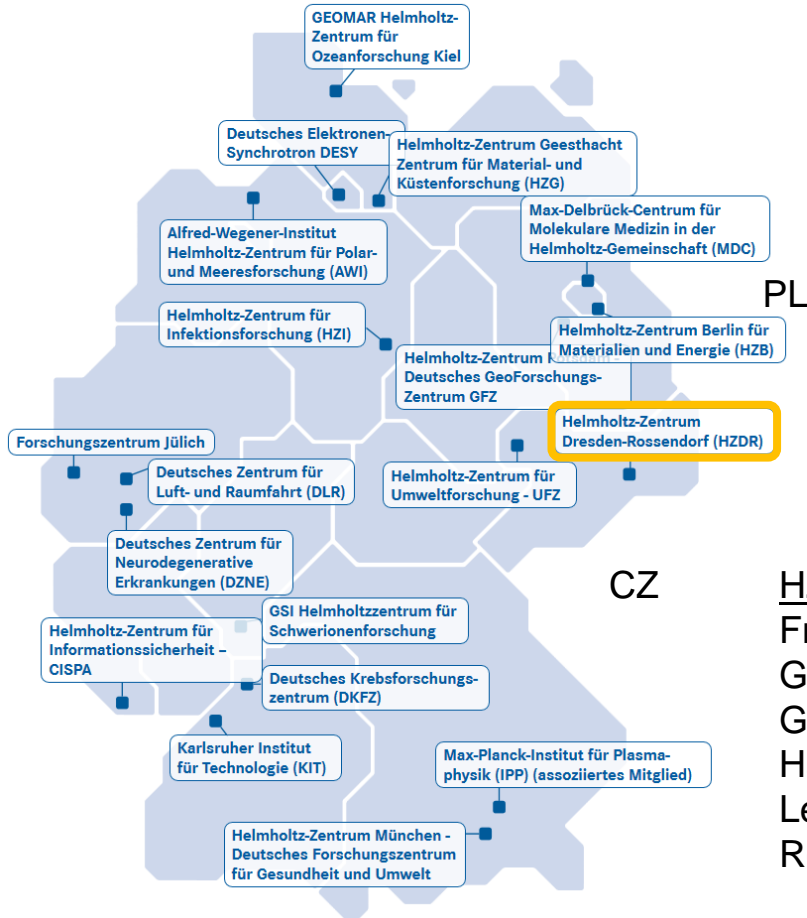 GEOMAR Helmholtz-
Zentrum für
Ozeanforschung Kiel
Deutsches Elektronen-
Synchrotron DESY
Helmholtz-Zentrum Geesthacht
Zentrum für Material- und
Küstenforschung (HZG)
Alfred-Wegener-Institut
Helmholtz-Zentrum für Polar-
und Meeresforschung (AWI)
Max-Delbrück-Centrum für
Molekulare Medizin in der
Helmholtz-Gemeinschaft (MDC)
PL
Helmholtz-Zentrum für
Infektionsforschung (HZI)
Helmholtz-Zentrum Berlin für
Materialien und Energie (HZB)
Helmholtz-Zentrum
Deutsches GeoForschungs-
Zentrum GFZ
Helmholtz-Zentrum
Dresden-Rossendorf (HZDR)
Forschungszentrum Jülich
Deutsches Zentrum für
Luft- und Raumfahrt (DLR)
Helmholtz-Zentrum für
Umweltforschung - UFZ
Deutsches Zentrum für
Neurodegenerative
Erkrankungen (DZNE)
CZ
GSI Helmholtzzentrum für
Schwerionenforschung
Helmholtz-Zentrum für
Informationssicherheit –
CISPA
Deutsches Krebsforschungs-
zentrum (DKFZ)
Karlsruher Institut
für Technologie (KIT)
Max-Planck-Institut für Plasma-
physik (IPP) (assoziiertes Mitglied)
Helmholtz-Zentrum München -
Deutsches Forschungszentrum
für Gesundheit und Umwelt